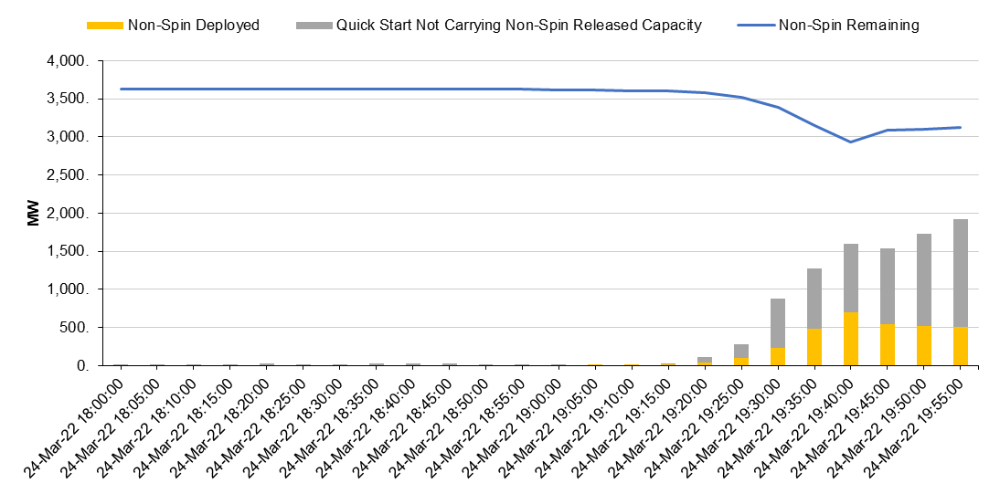 Non-Spin Deployed
Quick Start Not Carrying Non-Spin Released Capacity
Non-Spin Remaining
4,000.
3,500.
3,000.
2,500.
2,000.
1,500.
1,000.
500.
0.
MW
24-Mar-22 18:00:00
24-Mar-22 18:05:00
24-Mar-22 18:10:00
24-Mar-22 18:15:00
24-Mar-22 18:20:00
24-Mar-22 18:25:00
24-Mar-22 18:30:00
24-Mar-22 18:35:00
24-Mar-22 18:40:00
24-Mar-22 18:45:00
24-Mar-22 18:50:00
24-Mar-22 18:55:00
24-Mar-22 19:00:00
24-Mar-22 19:05:00
24-Mar-22 19:10:00
24-Mar-22 19:15:00
24-Mar-22 19:20:00
24-Mar-22 19:25:00
24-Mar-22 19:30:00
24-Mar-22 19:35:00
24-Mar-22 19:40:00
24-Mar-22 19:45:00
24-Mar-22 19:50:00
24-Mar-22 19:55:00